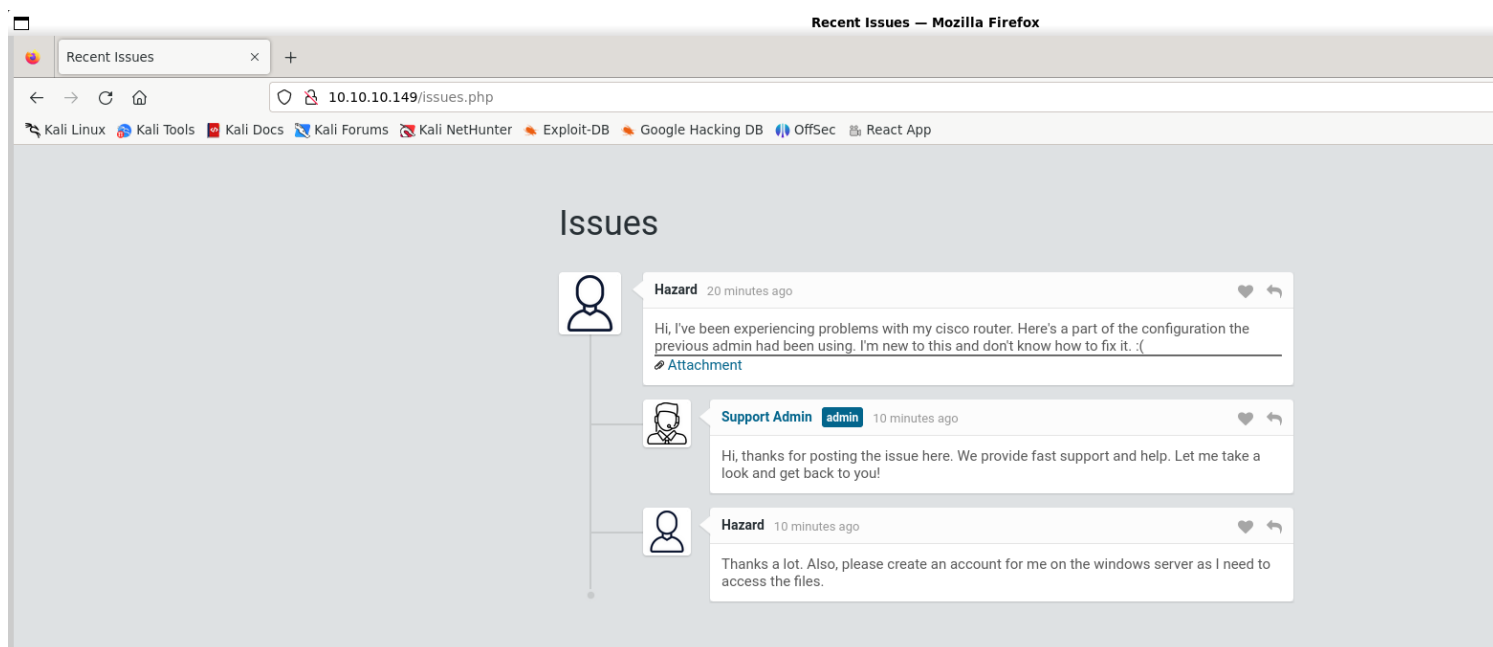 Recent Issues — Mozilla Firefox
Recent Issues
10.10.10.149/issues.php
Kali Linux Kali Tools Kali Docs Kali Forums Kali NetHunter Exploit-DB Google Hacking DB OffSec React App
Issues
Hazard 20 minutes ago
Hi, I've been experiencing problems with my cisco router. Here's a part of the configuration the
previous admin had been using. I'm new to this and don't know how to fix it. :(
Attachment
Support Admin admin 10 minutes ago
Hi, thanks for posting the issue here. We provide fast support and help. Let me take a
look and get back to you!
Hazard 10 minutes ago
Thanks a lot. Also, please create an account for me on the windows server as I need to
access the files.